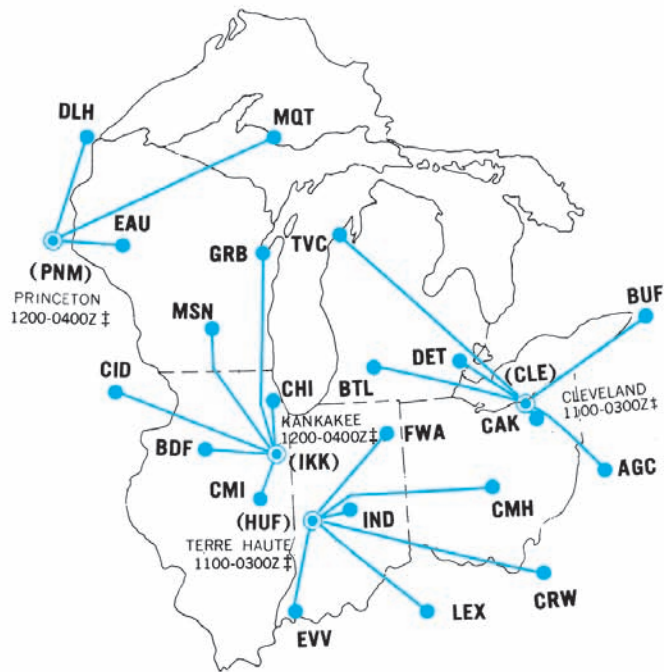 DLH
MQT
EAU
(PNM)
PRINCETON
1200-0400Z‡
GRB
TVC
MSN
BUF
CID
DET
(CLE)
BTL
CHI
CLEVELAND
1100-0300Z‡
KANKAKEE
1200-0400Z‡
CAK
FWA
BDF
(IKK)
AGC
CMI
CMH
(HUF)
IND
TERRE HAUTE
1100-0300Z‡
CRW
LEX
EVV